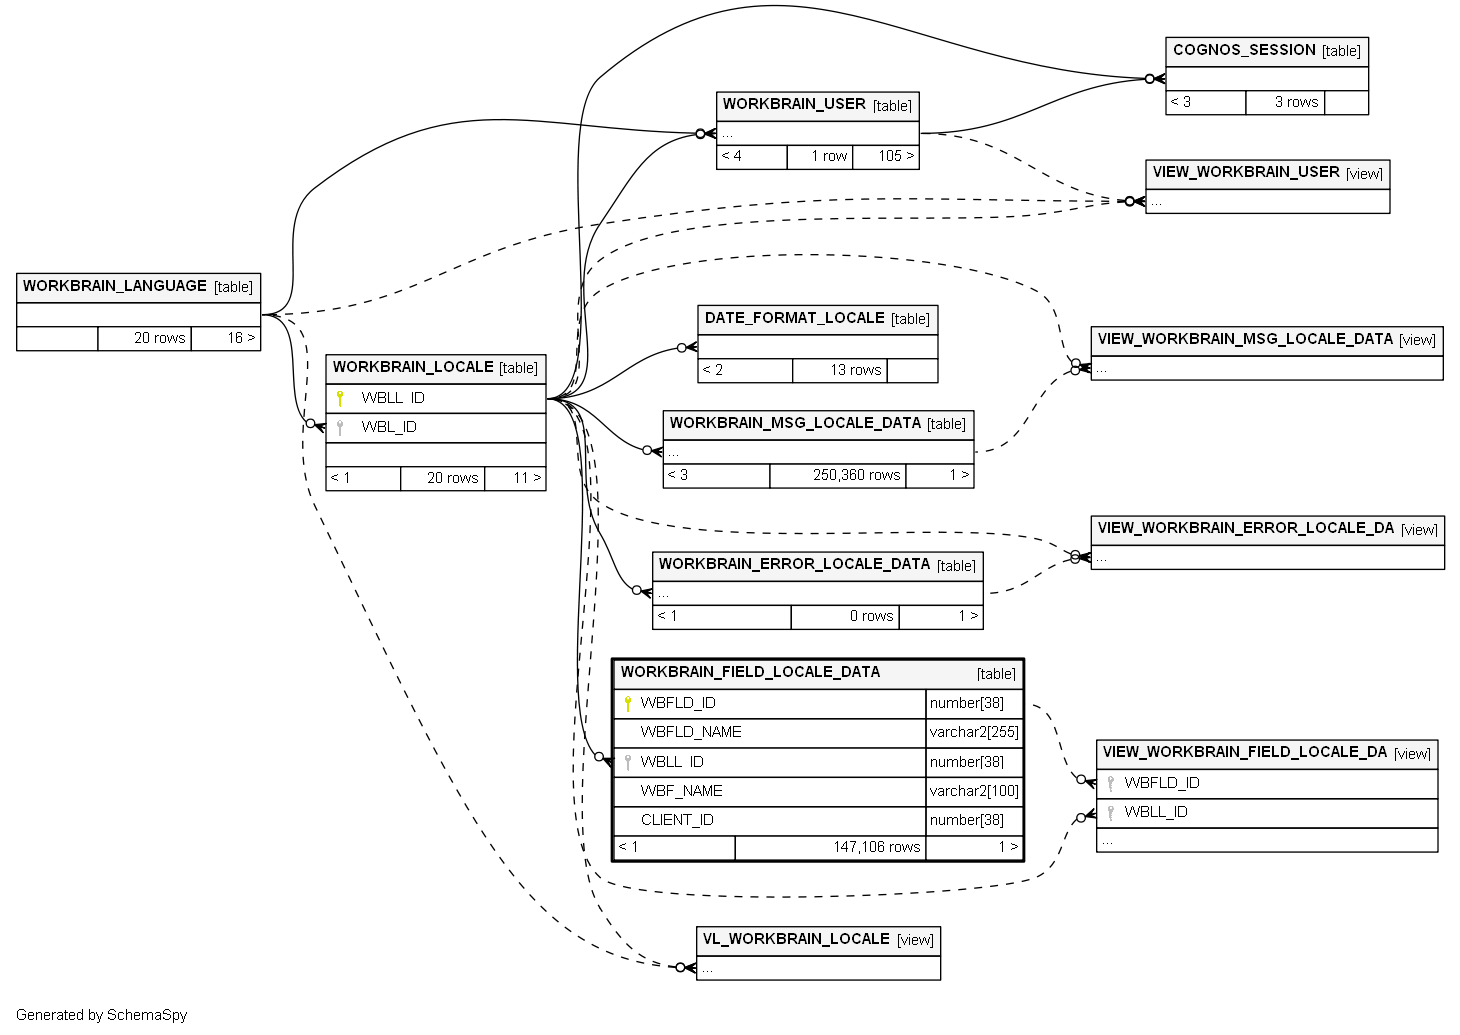 COGNOS_SESSION [table]
< 3 3 rows
WORKBRAIN_USER [table]
...
< 4 1 row 105 >
VIEW_WORKBRAIN_USER [view]
...
WORKBRAIN_LANGUAGE [table]
20 rows 16 >
DATE_FORMAT_LOCALE [table]
< 2 13 rows
VIEW_WORKBRAIN_MSG_LOCALE_DATA [view]
...
WORKBRAIN_LOCALE [table]
WBLL_ID
WBL_ID
< 1 20 rows 11 >
WORKBRAIN_MSG_LOCALE_DATA [table]
...
< 3 250,360 rows 1 >
VIEW_WORKBRAIN_ERROR_LOCALE_DA [view]
...
WORKBRAIN_ERROR_LOCALE_DATA [table]
...
< 1 0 rows 1 >
WORKBRAIN_FIELD_LOCALE_DATA [table]
WBFLD_ID number[38]
WBFLD_NAME varchar2[255]
WBLL_ID number[38]
WBF_NAME varchar2[100]
CLIENT_ID number[38]
< 1 147,106 rows 1 >
VIEW_WORKBRAIN_FIELD_LOCALE_DA [view]
WBFLD_ID
WBLL_ID
...
VL_WORKBRAIN_LOCALE [view]
...
Generated by SchemaSpy